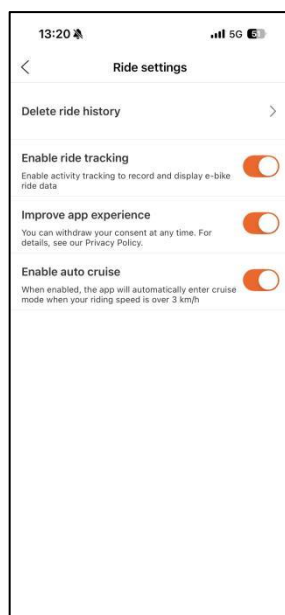 13:20 5G
Ride settings
Delete ride history
Enable ride tracking
Enable activity tracking to record and display e-bike
ride data
Improve app experience
You can withdraw your consent at any time. For
details, see our Privacy Policy.
Enable auto cruise
When enabled, the app will automatically enter cruise
mode when your riding speed is over 3 km/h